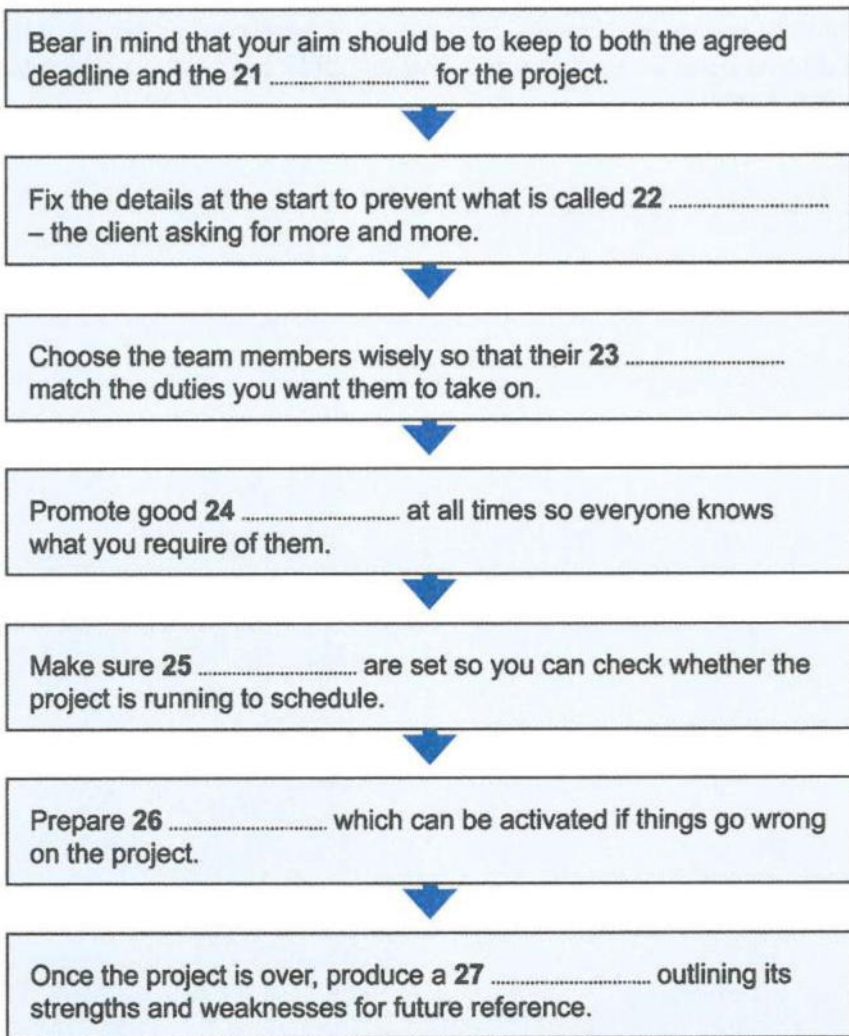 Bear in mind that your aim should be to keep to both the agreed
deadline and the 21 ............................ for the project.
Fix the details at the start to prevent what is called 22 ............................
– the client asking for more and more.
Choose the team members wisely so that their 23 ............................
match the duties you want them to take on.
Promote good 24 ............................ at all times so everyone knows
what you require of them.
Make sure 25 ............................ are set so you can check whether the
project is running to schedule.
Prepare 26 ............................ which can be activated if things go wrong
on the project.
Once the project is over, produce a 27 ............................ outlining its
strengths and weaknesses for future reference.